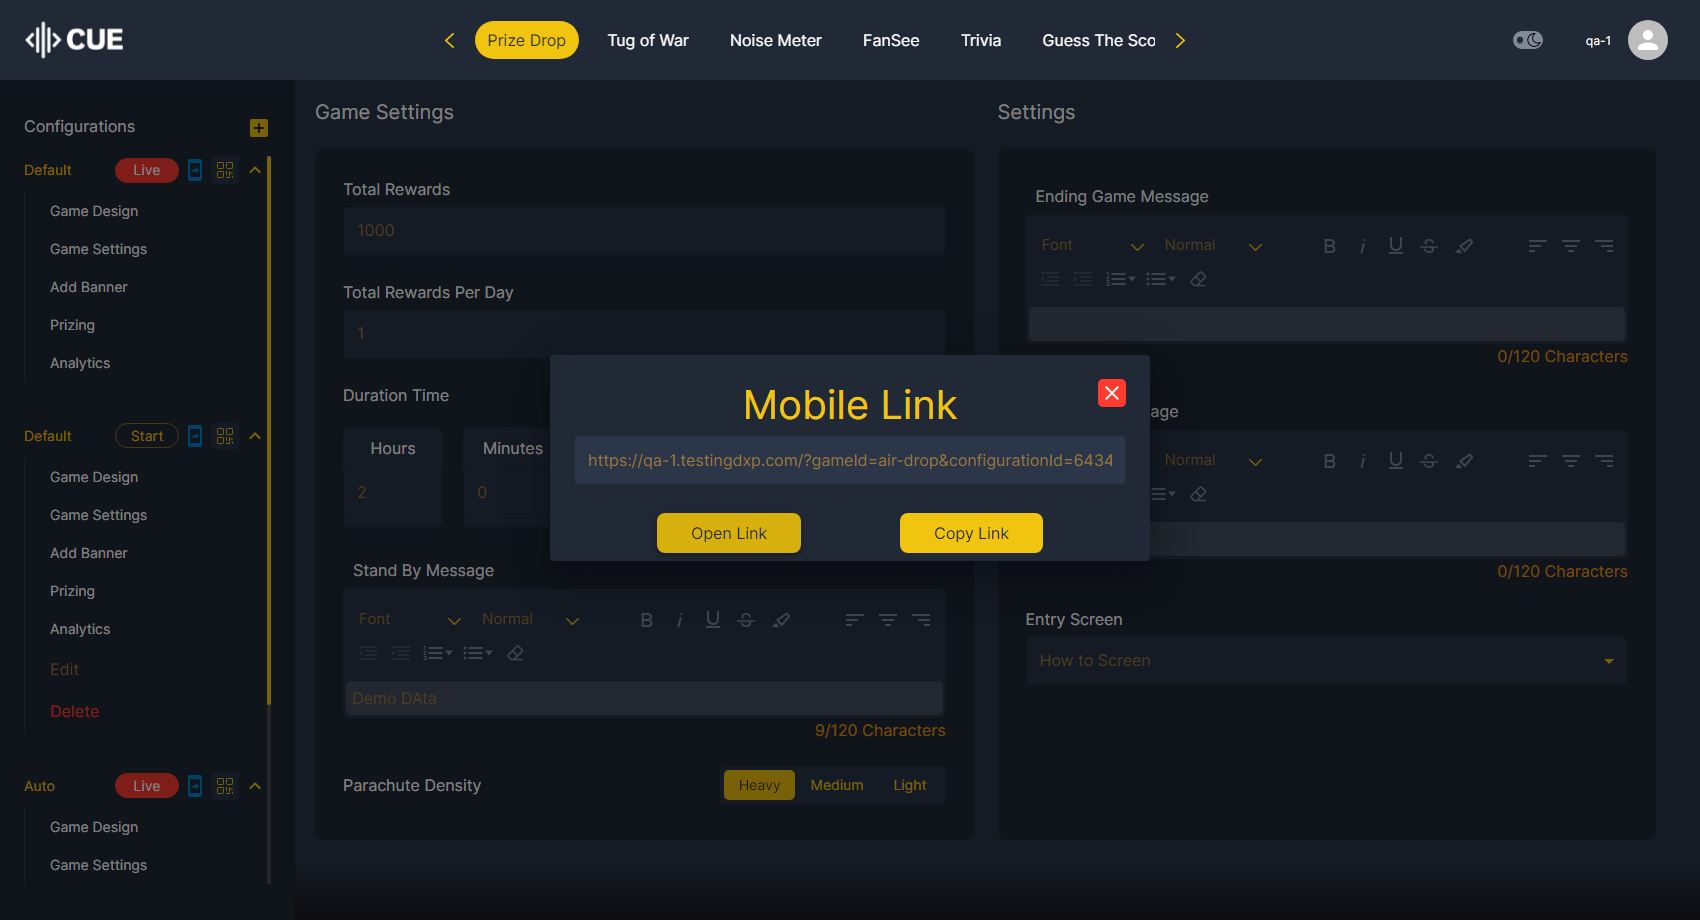 CUE
Prize Drop
Tug of War
Noise Meter
FanSee
Trivia
Guess The Sco
qa-1
Configurations
Default
Live
Game Design
Game Settings
Add Banner
Prizing
Analytics
Default
Start
Game Design
Game Settings
Add Banner
Prizing
Analytics
Edit
Delete
Auto
Live
Game Design
Game Settings
Game Settings
Total Rewards
1000
Total Rewards Per Day
1
Duration Time
Hours
Minutes
2
0
Stand By Message
Font
Normal
B i U S
Demo DAta
9/120 Characters
Parachute Density
Heavy
Medium
Light
Mobile Link
https://qa-1.testingdxp.com/?gameId=air-drop&configurationId=6434
Open Link
Copy Link
Settings
Ending Game Message
Font
Normal
B i U S
0/120 Characters
age
Normal
B i U S
0/120 Characters
Entry Screen
How to Screen